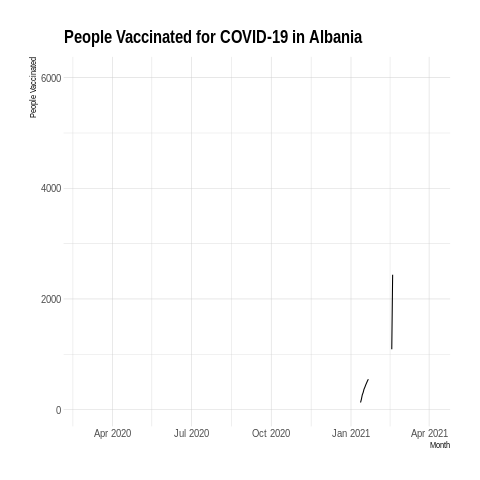 People Vaccinated for COVID-19 in Albania
People Vaccinated
6000
4000
2000
0
Apr 2020 Jul 2020 Oct 2020 Jan 2021 Apr 2021
Month